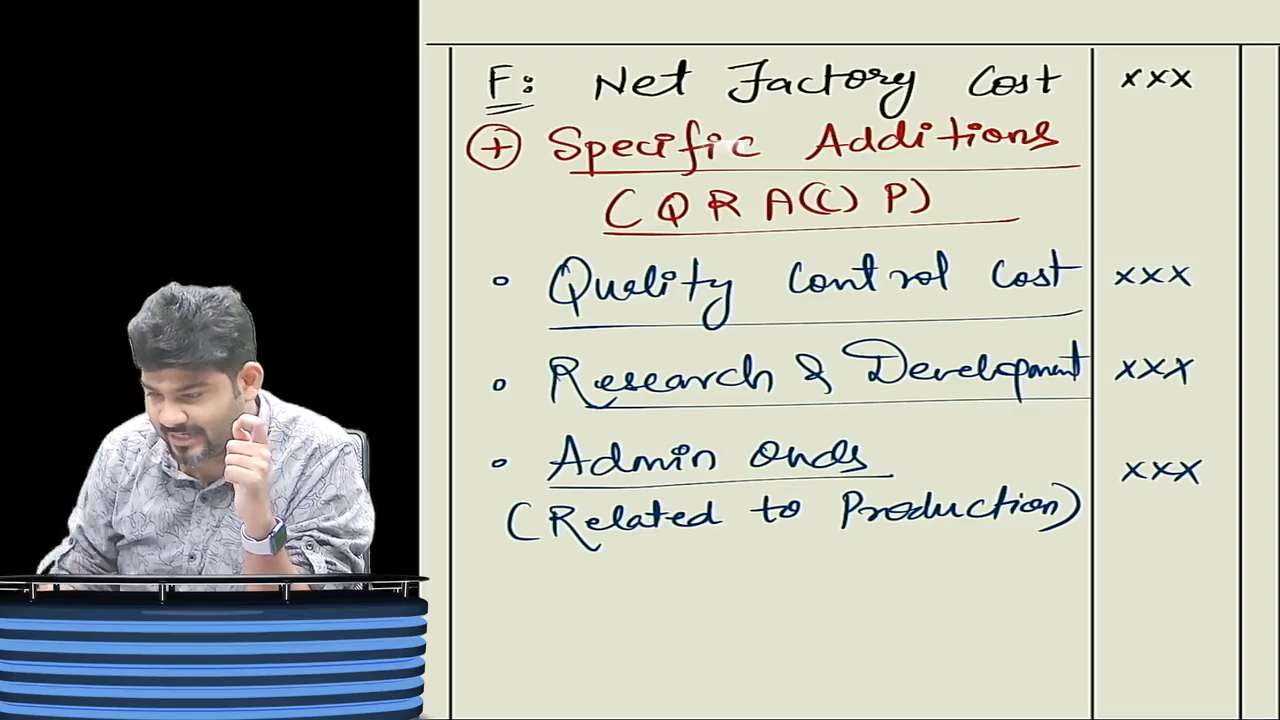 F: Net Factory Cost xxx
⊕ Specific Additions
(Q R A(C) P)
• Quality Control Cost xxx
• Research & Development xxx
• Admin OHDs xxx
(Related to Production)